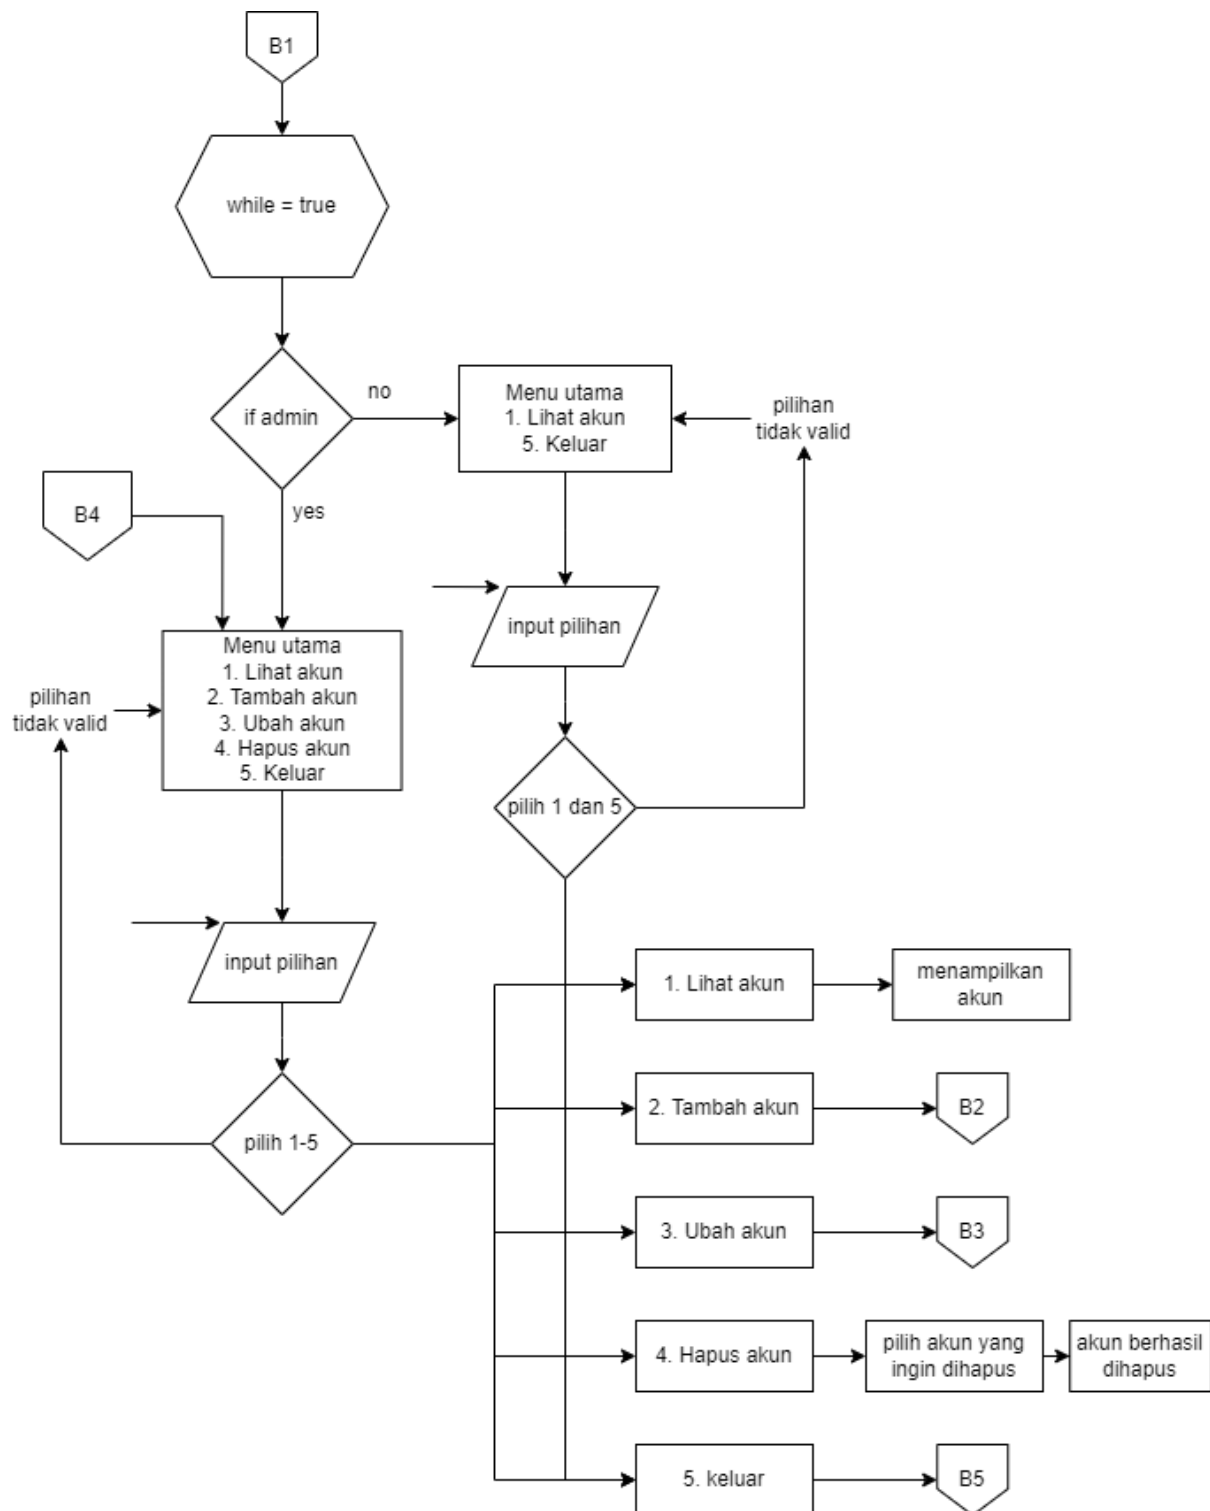 B1
while = true
if admin
no
yes
Menu utama
1. Lihat akun
5. Keluar
pilihan
tidak valid
B4
input pilihan
Menu utama
1. Lihat akun
2. Tambah akun
3. Ubah akun
4. Hapus akun
5. Keluar
pilihan
tidak valid
pilih 1 dan 5
input pilihan
pilih 1-5
1. Lihat akun
menampilkan
akun
2. Tambah akun
B2
3. Ubah akun
B3
4. Hapus akun
pilih akun yang
ingin dihapus
akun berhasil
dihapus
5. keluar
B5